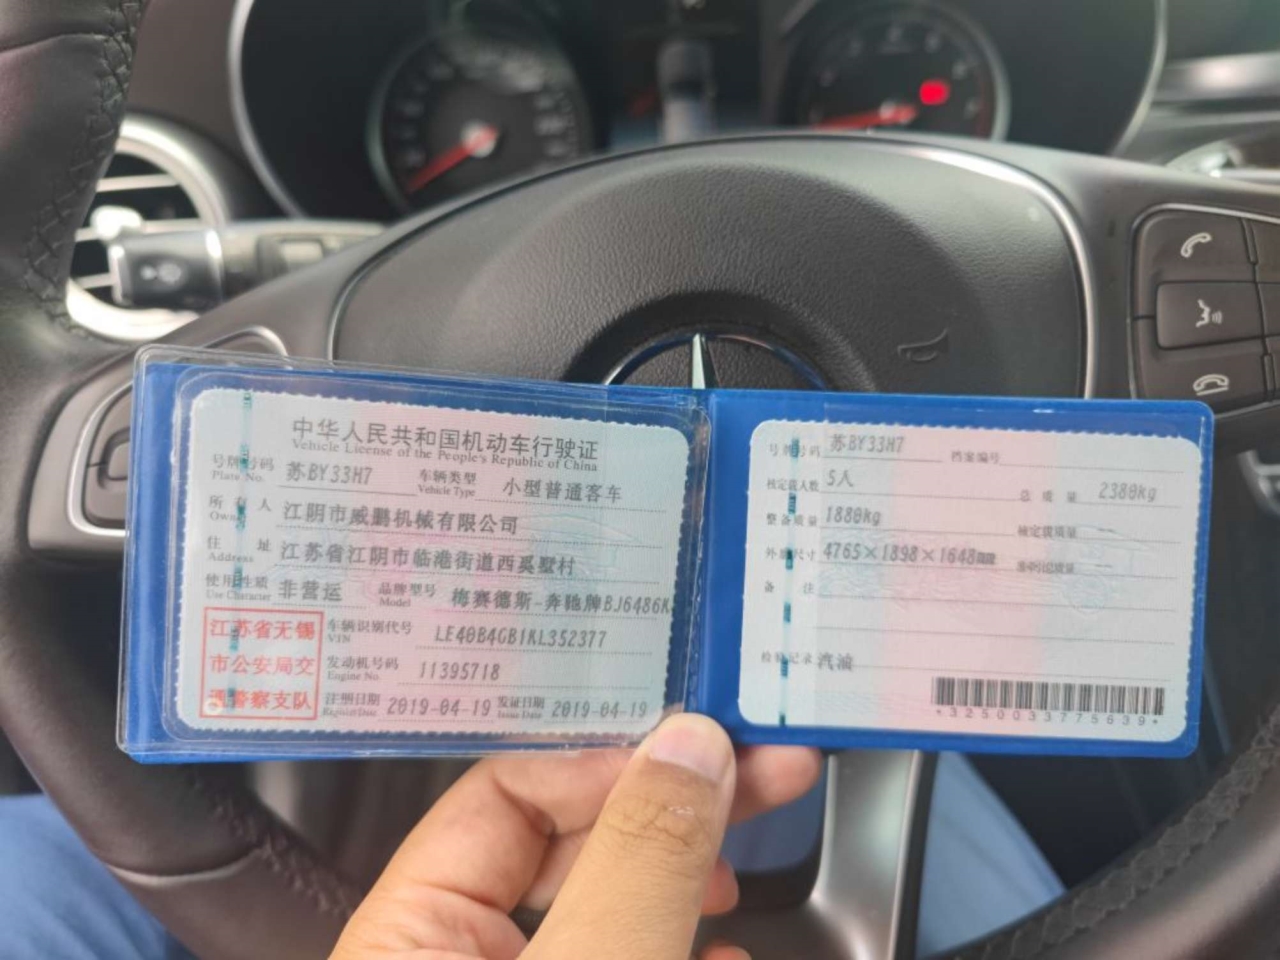 中华人民共和国机动车行驶证
Vehicle License of the People's Republic of China
号牌号码 苏BY33H7 车辆类型 小型普通客车
Plate No. Vehicle Type
所有人 江阴市威鹏机械有限公司
Owner
住址 江苏省江阴市临港街道西奚墅村
Address
使用性质 非营运 品牌型号 梅赛德斯-奔驰牌BJ6486K
Use Character Model
江苏省无锡
市公安局交
通警察支队
车辆识别代号 LE40B4GB1KL352377
VIN
发动机号码 11395718
Engine No.
注册日期 2019-04-19 发证日期 2019-04-19
Register Date Issue Date
号牌号码 苏BY33H7 档案编号
核定载人数 5人 总质量 2380kg
整备质量 1880kg 核定载质量
外廓尺寸 4765×1898×1648mm 准牵引总质量
备注
检验记录 汽油
*3250033775639*